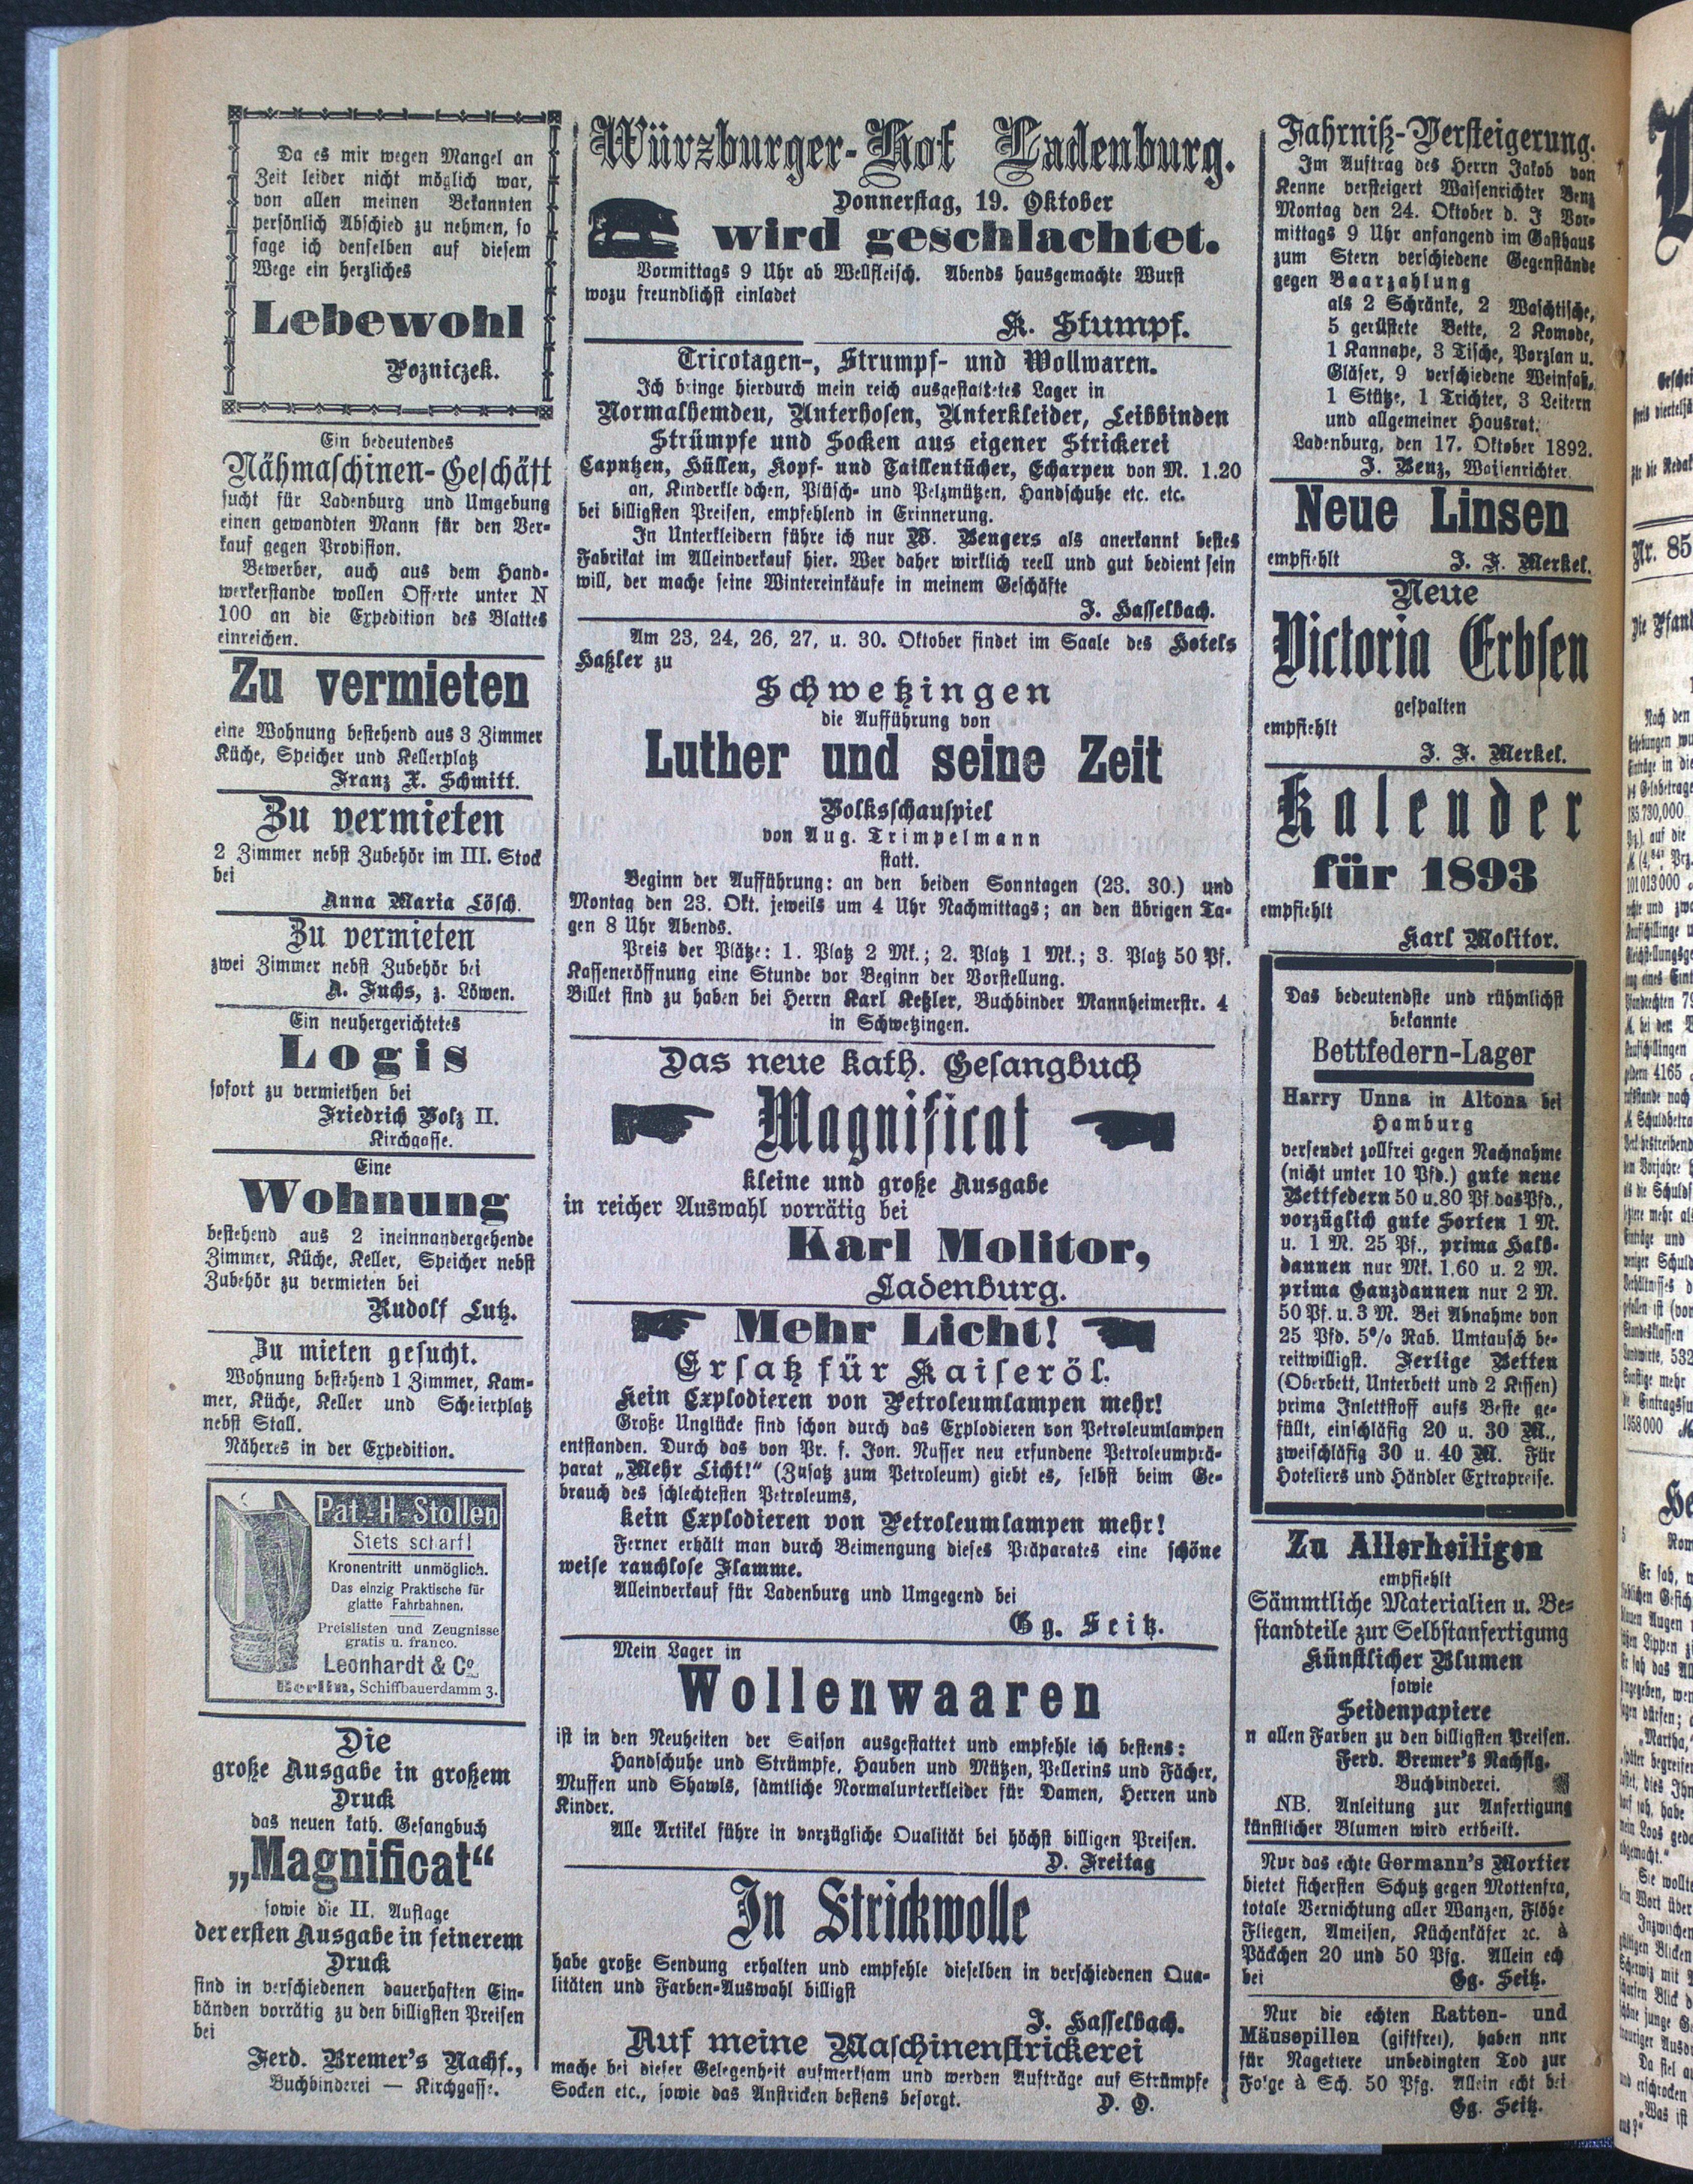 Da es mir wegen Mangel an
Zeit leider nicht möglich war,
von allen meinen Bekannten
persönlich Abschied zu nehmen, so
sage ich denselben auf diesem
Wege ein herzliches
Lebewohl
Pozniczek.
Ein bedeutendes
Nähmaschinen-Geschäft
sucht für Ladenburg und Umgebung
einen gewandten Mann für den Ver-
kauf gegen Provision.
Bewerber, auch aus dem Hand-
werkerstande wollen Offerte unter N
100 an die Expedition des Blattes
einreichen.
Zu vermieten
eine Wohnung bestehend aus 3 Zimmer
Küche, Speicher und Kellerplatz
Franz X. Schmitt.
Zu vermieten
2 Zimmer nebst Zubehör im III. Stock
bei
Anna Maria Lösch.
Zu vermieten
zwei Zimmer nebst Zubehör bei
A. Fuchs, z. Löwen.
Ein neuhergerichtetes
Logis
sofort zu vermiethen bei
Friedrich Volz II.
Kirchgasse.
Eine
Wohnung
bestehend aus 2 ineinnandergehende
Zimmer, Küche, Keller, Speicher nebst
Zubehör zu vermieten bei
Rudolf Lutz.
Zu mieten gesucht.
Wohnung bestehend 1 Zimmer, Kam-
mer, Küche, Keller und Scheierplatz
nebst Stall.
Näheres in der Expedition.
Pat.-H-Stollen
Stets scharf!
Kronentritt unmöglich.
Das einzig Praktische für
glatte Fahrbahnen.
Preislisten und Zeugnisse
gratis u. franco.
Leonhardt & Co.
Berlin, Schiffbauerdamm 3.
Die
große Ausgabe in großem
Druck
das neuen kath. Gesangbuch
„Magnificat“
sowie die II. Auflage
der ersten Ausgabe in feinerem
Druck
sind in verschiedenen dauerhaften Ein-
bänden vorrätig zu den billigsten Preisen
bei
Ferd. Bremer's Nachf.,
Buchbinderei — Kirchgasse.
Würzburger-Hof Ladenburg.
Donnerstag, 19. Oktober
wird geschlachtet.
Vormittags 9 Uhr ab Wellfleisch. Abends hausgemachte Wurst
wozu freundlichst einladet
K. Stumpf.
Tricotagen-, Strumpf- und Wollwaren.
Ich bringe hierdurch mein reich ausgestaltetes Lager in
Normalhemden, Unterhosen, Unterkleider, Leibbinden
Strümpfe und Socken aus eigener Strickerei
Caputzen, Hüllen, Kopf- und Taillentücher, Echarpen von M. 1.20
an, Kinderkleidchen, Plüsch- und Pelzmützen, Handschuhe etc. etc.
bei billigsten Preisen, empfehlend in Erinnerung.
In Unterkleidern führe ich nur W. Bengers als anerkannt bestes
Fabrikat im Alleinverkauf hier. Wer daher wirklich reell und gut bedient sein
will, der mache seine Wintereinkäufe in meinem Geschäfte
J. Hasselbach.
Am 23, 24, 26, 27, u. 30. Oktober findet im Saale des Hotels
Haßler zu
Schwetzingen
die Aufführung von
Luther und seine Zeit
Volksschauspiel
von Aug. Trimpelmann
statt.
Beginn der Aufführung: an den beiden Sonntagen (23. 30.) und
Montag den 23. Okt. jeweils um 4 Uhr Nachmittags; an den übrigen Ta-
gen 8 Uhr Abends.
Preis der Plätze: 1. Platz 2 Mk.; 2. Platz 1 Mk.; 3. Platz 50 Pf.
Kasseneröffnung eine Stunde vor Beginn der Vorstellung.
Billet sind zu haben bei Herrn Karl Keßler, Buchbinder Mannheimerstr. 4
in Schwetzingen.
Das neue kath. Gesangbuch
Magnificat
kleine und große Ausgabe
in reicher Auswahl vorrätig bei
Karl Molitor,
Ladenburg.
Mehr Licht!
Ersatz für Kaiseröl.
Kein Explodieren von Petroleumlampen mehr!
Große Unglücke sind schon durch das Explodieren von Petroleumlampen
entstanden. Durch das von Pr. f. Jon. Nusser neu erfundene Petroleumprä-
parat „Mehr Licht!“ (Zusatz zum Petroleum) giebt es, selbst beim Ge-
brauch des schlechtesten Petroleums,
kein Explodieren von Petroleumlampen mehr!
Ferner erhält man durch Beimengung dieses Präparates eine schöne
weise rauchlose Flamme.
Alleinverkauf für Ladenburg und Umgegend bei
Gg. Seitz.
Mein Lager in
Wollenwaaren
ist in den Neuheiten der Saison ausgestattet und empfehle ich bestens:
Handschuhe und Strümpfe, Hauben und Mützen, Pellerins und Fächer,
Muffen und Shawls, sämtliche Normalunterkleider für Damen, Herren und
Kinder.
Alle Artikel führe in vorzügliche Qualität bei höchst billigen Preisen.
D. Freitag
In Strickwolle
habe große Sendung erhalten und empfehle dieselben in verschiedenen Qua-
litäten und Farben-Auswahl billigst
J. Hasselbach.
Auf meine Maschinenstrickerei
mache bei dieser Gelegenheit aufmerksam und werden Aufträge auf Strümpfe
Socken etc., sowie das Anstricken bestens besorgt.
D. O.
Fahrniß-Versteigerung.
Im Auftrag des Herrn Jakob von
Kenne versteigert Waisenrichter Benz
Montag den 24. Oktober d. J Vor-
mittags 9 Uhr anfangend im Gasthaus
zum Stern verschiedene Gegenstände
gegen Baarzahlung
als 2 Schränke, 2 Waschtische,
5 gerüstete Bette, 2 Komode,
1 Kannape, 3 Tische, Porzlan u.
Gläser, 9 verschiedene Weinfaß,
1 Stütze, 1 Trichter, 3 Leitern
und allgemeiner Hausrat.
Ladenburg, den 17. Oktober 1892.
J. Benz, Waisenrichter.
Neue Linsen
empfiehlt J. F. Merkel.
Neue
Victoria Erbsen
gespalten
empfiehlt
J. F. Merkel.
Kalender
für 1893
empfiehlt
Karl Molitor.
Das bedeutendste und rühmlichst
bekannte
Bettfedern-Lager
Harry Unna in Altona bei
Hamburg
versendet zollfrei gegen Nachnahme
(nicht unter 10 Pfd.) gute neue
Bettfedern 50 u. 80 Pf das Pfd.,
vorzüglich gute Sorten 1 M.
u. 1 M. 25 Pf., prima Halb-
daunen nur Mk. 1,60 u. 2 M.
prima Ganzdaunen nur 2 M.
50 Pf. u. 3 M. Bei Abnahme von
25 Pfd. 5% Rab. Umtausch be-
reitwilligst. Fertige Betten
(Oberbett, Unterbett und 2 Kissen)
prima Inlettstoff aufs Beste ge-
füllt, einschläfig 20 u. 30 M.,
zweischläfig 30 u. 40 M. Für
Hoteliers und Händler Extrapreise.
Zu Allerheiligen
empfiehlt
Sämmtliche Materialien u. Be-
standteile zur Selbstanfertigung
Künstlicher Blumen
sowie
Seidenpapiere
n allen Farben zu den billigsten Preisen.
Ferd. Bremer's Nachflg.
Buchbinderei.
NB. Anleitung zur Anfertigung
künstlicher Blumen wird ertheilt.
Nur das echte Germann's Mortier
bietet sichersten Schutz gegen Mottenfra,
totale Vernichtung aller Wanzen, Flöhe
Fliegen, Ameisen, Küchenkäfer ꝛc. à
Päckchen 20 und 50 Pfg. Allein ech
bei Gg. Seitz.
Nur die echten Ratten- und
Mäusepillen (giftfrei), haben nur
für Nagetiere unbedingten Tod zur
Folge à Sch. 50 Pfg. Allein echt bei
Gg. Seitz.
Nr. 85